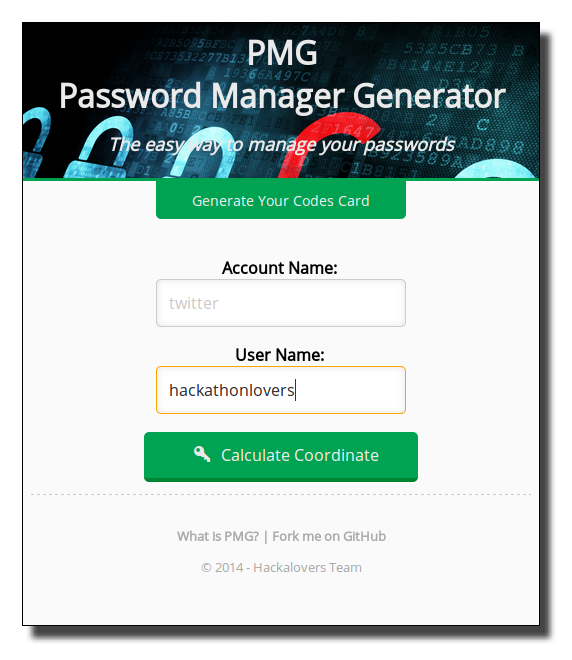 PMG
Password Manager Generator
The easy way to manage your passwords
Generate Your Codes Card
Account Name:
twitter
User Name:
hackathonlovers
Calculate Coordinate
What is PMG? | Fork me on GitHub
© 2014 - Hackalovers Team